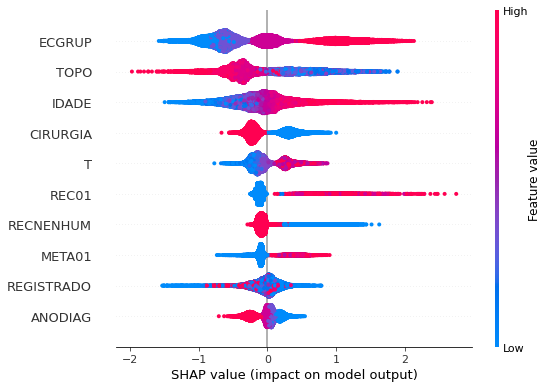 High
ECGRUP
TOPO
IDADE
CIRURGIA
T
REC01
RECNENHUM
META01
REGISTRADO
ANODIAG
Feature value
Low
−2 −1 0 1 2
SHAP value (impact on model output)